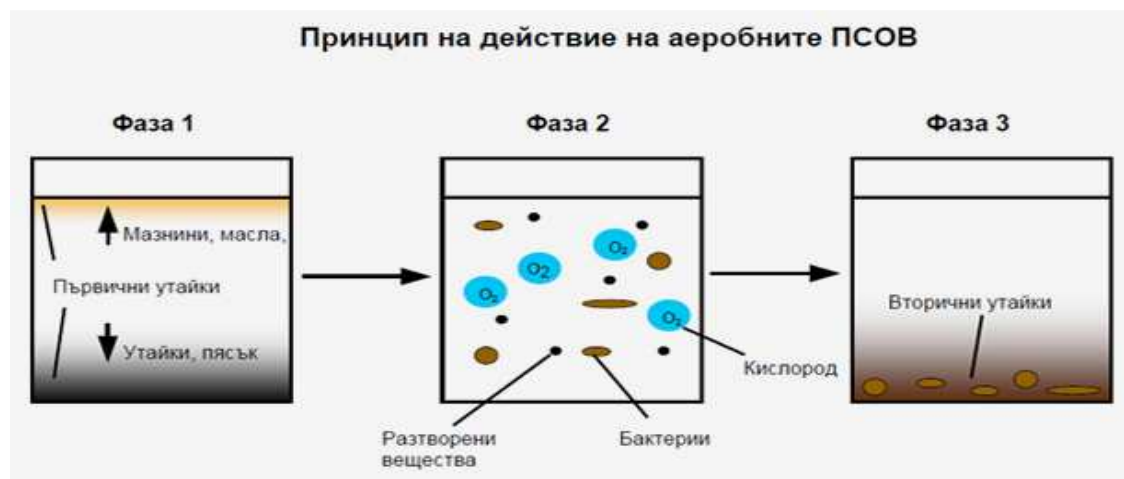 Принцип на действие на аеробните ПСОВ
Фаза 1
Фаза 2
Фаза 3
Мазнини, масла,
Първични утайки
Утайки, пясък
O₂
O2
O₂
O₂
Кислород
Разтворени
вещества
Бактерии
Вторични утайки